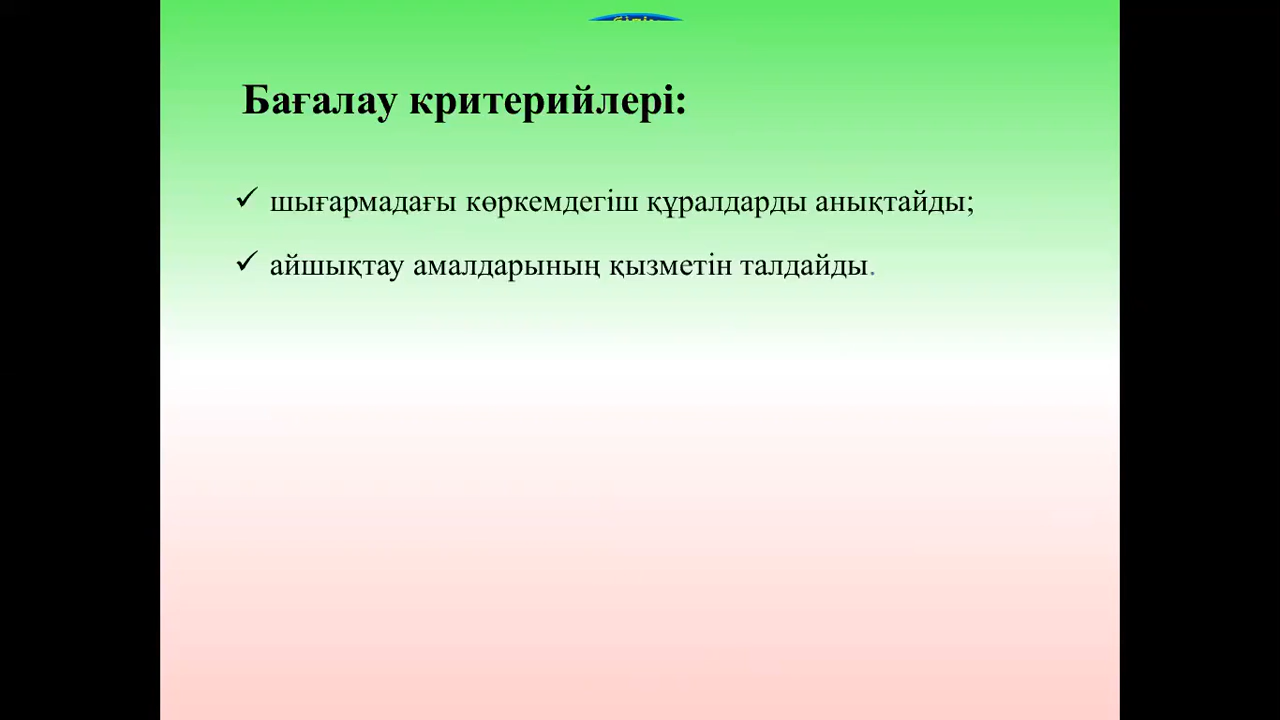 Бағалау критерийлері:
шығармадағы көркемдегіш құралдарды анықтайды;
айшықтау амалдарының қызметін талдайды.